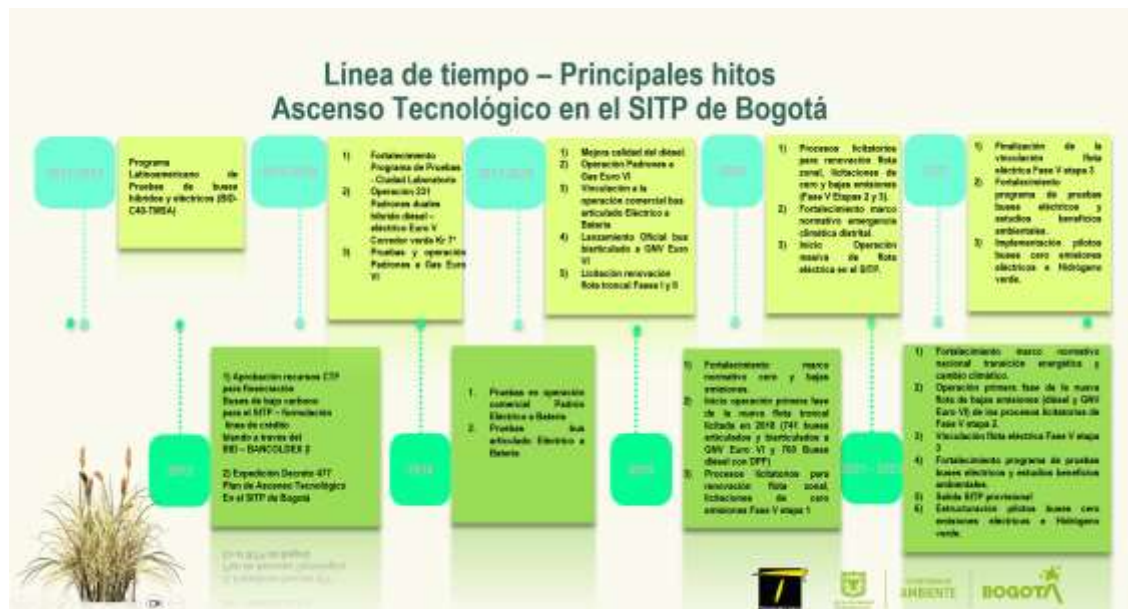 Línea de tiempo – Principales hitos
Ascenso Tecnológico en el SITP de Bogotá
Programa
Latinoamericano de
Pruebas de buses
híbridos y eléctricos (BID-
C40-TMSA)
1) Fortalecimiento
Programa de Pruebas
- Ciudad Laboratorio
2) Operación 231
Padrones duales
híbrido diesel –
eléctrico Euro V
Corredor verde Kr 7ª
3) Pruebas y operación
Padrones a Gas Euro
VI
1) Mejora calidad del diésel.
2) Operación Padrones a
Gas Euro VI
3) Vinculación a la
operación comercial bus
articulado Eléctrico a
Batería
4) Lanzamiento Oficial bus
biarticulado a GNV Euro
VI
5) Licitación renovación
flota troncal Fases I y II
1) Procesos licitatorios
para renovación flota
zonal, licitaciones de
cero y bajas emisiones
(Fase V Etapas 2 y 3).
2) Fortalecimiento marco
normativo emergencia
climática distrital.
3) Inicio Operación
masiva de flota
eléctrica en el SITP.
1) Finalización de la
vinculación flota
eléctrica Fase V etapa 3
2) Fortalecimiento
programa de pruebas
buses eléctricos y
estudios beneficios
ambientales.
3) Implementación pilotos
buses cero emisiones
eléctricos e Hidrógeno
verde.
1) Aprobación recursos CTF
para financiación
Buses de bajo carbono
para el SITP – formulación
línea de crédito
blando a través del
BID – BANCOLDEX 2
2) Expedición Decreto 477
Plan de Ascenso Tecnológico
En el SITP de Bogotá
1. Pruebas en operación
comercial Padrón
Eléctrico a Batería
2. Pruebas bus
articulado Eléctrico a
Batería
1) Fortalecimiento marco
normativo cero y bajas
emisiones.
2) Inicio operación primera fase
de la nueva flota troncal
licitada en 2018 (741 buses
articulados y biarticulados a
GNV Euro VI y 700 Buses
diesel con DPF)
3) Procesos licitatorios para
renovación flota zonal,
licitaciones de cero
emisiones Fase V etapa 1
1) Fortalecimiento marco normativo
nacional transición energética y
cambio climático.
2) Operación primera fase de la nueva
flota de bajas emisiones (diésel y GNV
Euro VI) de los procesos licitatorios de
Fase V etapa 2.
3) Vinculación flota eléctrica Fase V etapa
3
4) Fortalecimiento programa de pruebas
buses eléctricos y estudios beneficios
ambientales.
5) Salida SITP provisional
6) Estructuración pilotos buses cero
emisiones eléctricos e Hidrógeno
verde.
AMBIENTE
BOGOTÁ